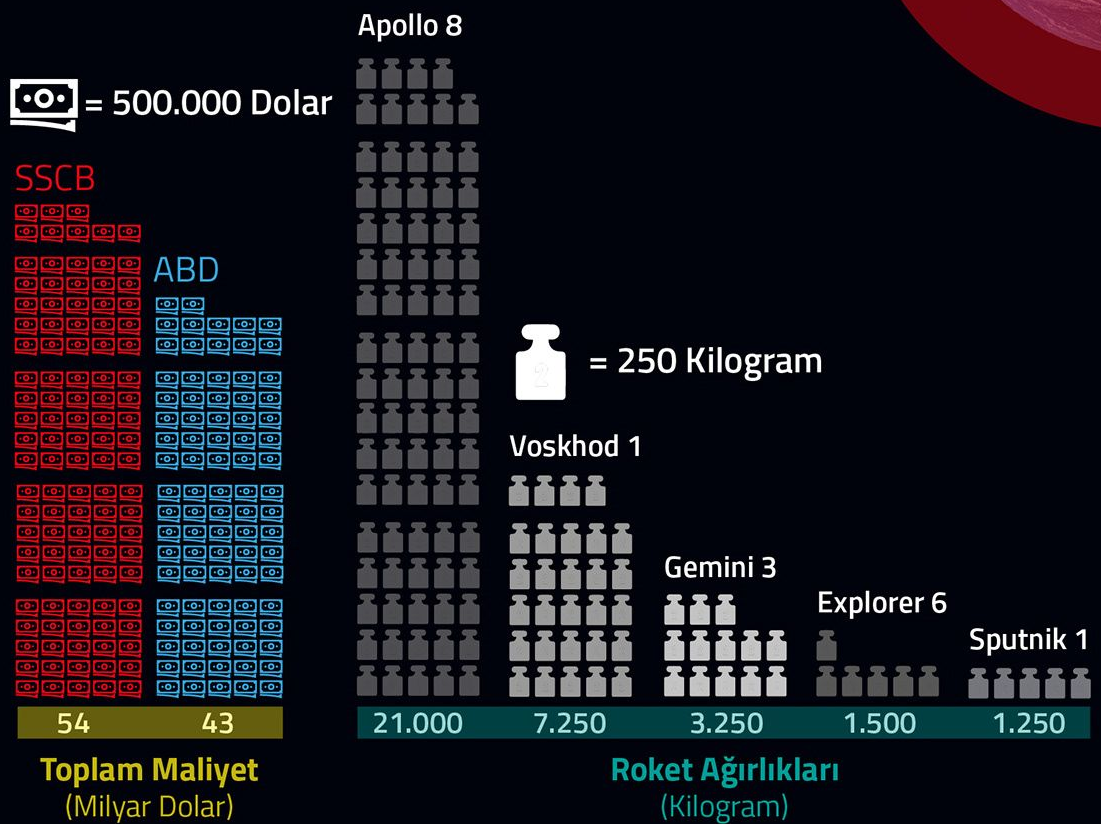 Apollo 8
= 500.000 Dolar
SSCB
ABD
= 250 Kilogram
Voskhod 1
Gemini 3
Explorer 6
Sputnik 1
54 43
21.000 7.250 3.250 1.500 1.250
Toplam Maliyet
(Milyar Dolar)
Roket Ağırlıkları
(Kilogram)